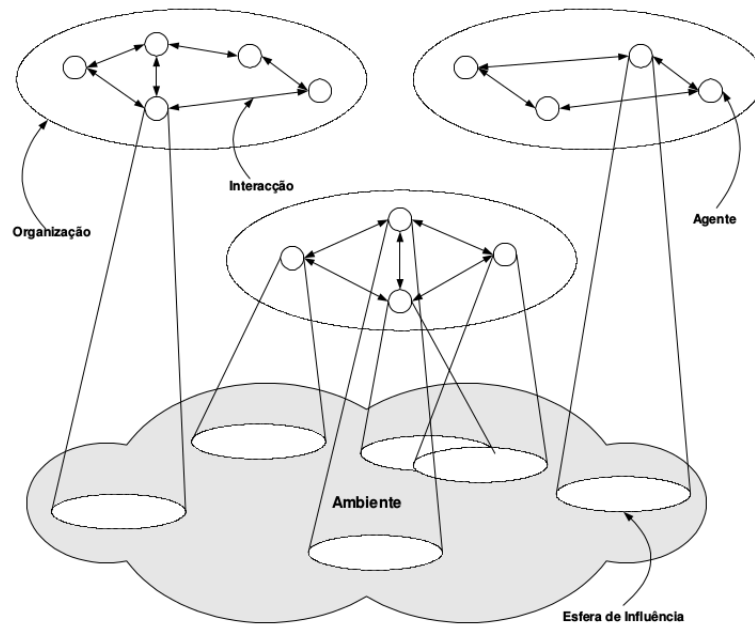 Interacção
Organização
Agente
Ambiente
Esfera de Influência